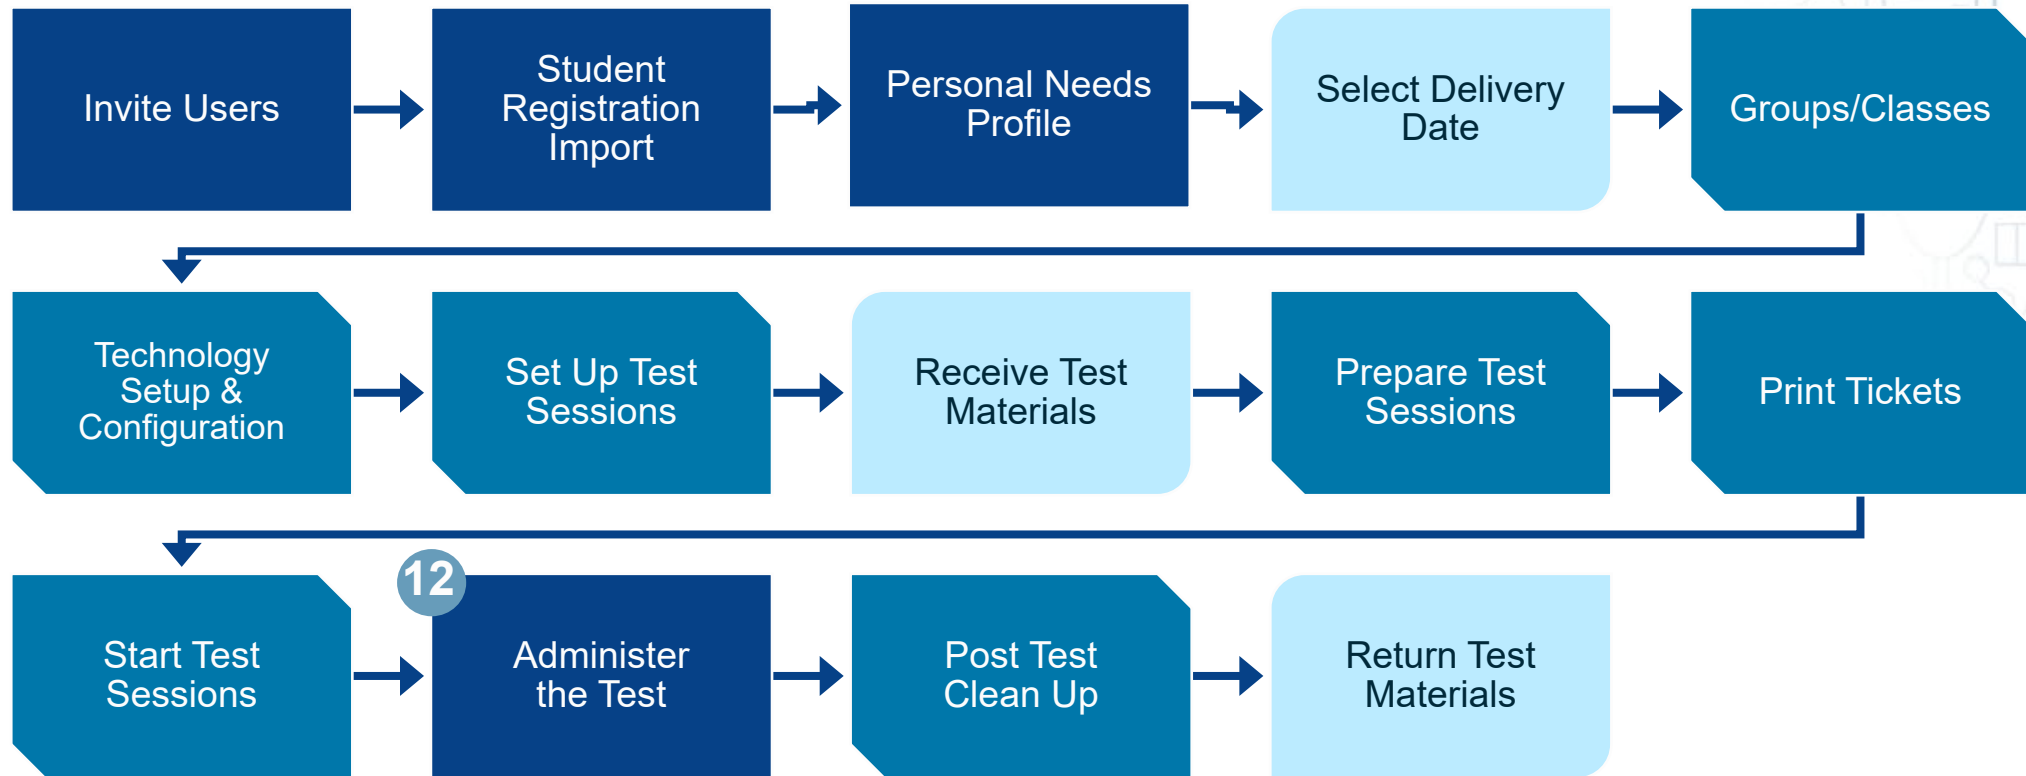 Invite Users
Student
Registration
Import
Personal Needs
Profile
Select Delivery
Date
Groups/Classes
Technology
Setup &
Configuration
Set Up Test
Sessions
Receive Test
Materials
Prepare Test
Sessions
Print Tickets
Start Test
Sessions
12
Administer
the Test
Post Test
Clean Up
Return Test
Materials